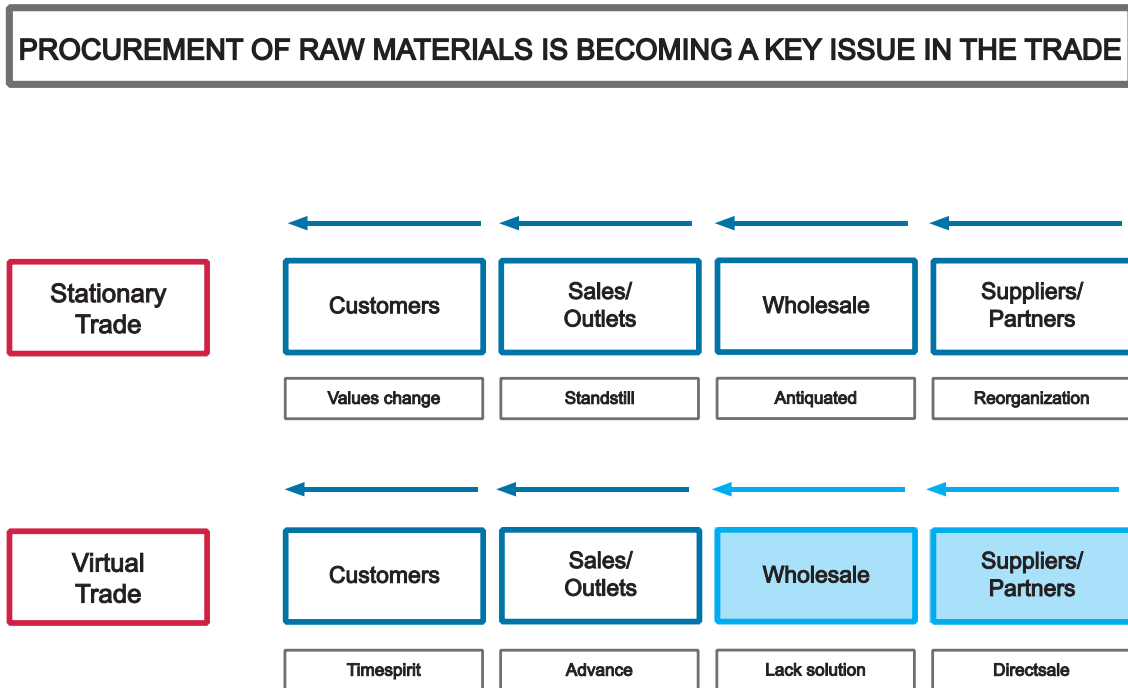 PROCUREMENT OF RAW MATERIALS IS BECOMING A KEY ISSUE IN THE TRADE
Stationary
Trade
Customers
Sales/
Outlets
Wholesale
Suppliers/
Partners
Values change
Standstill
Antiquated
Reorganization
Virtual
Trade
Customers
Sales/
Outlets
Wholesale
Suppliers/
Partners
Timespirit
Advance
Lack solution
Directsale